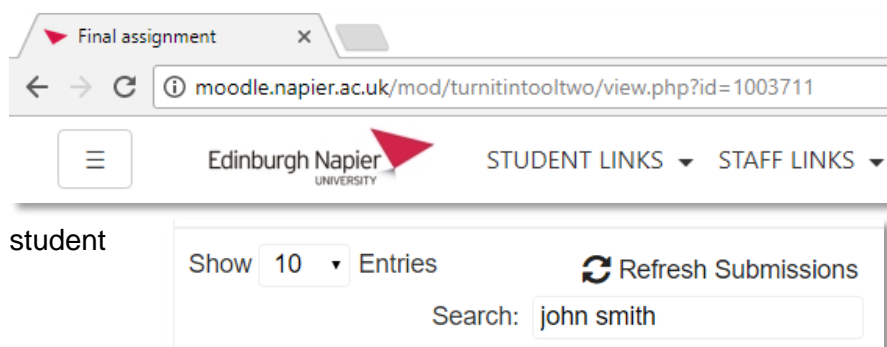 Final assignment
moodle.napier.ac.uk/mod/turnitintooltwo/view.php?id=1003711
Edinburgh Napier
UNIVERSITY
STUDENT LINKS STAFF LINKS
student
Show 10 Entries
Refresh Submissions
Search: john smith